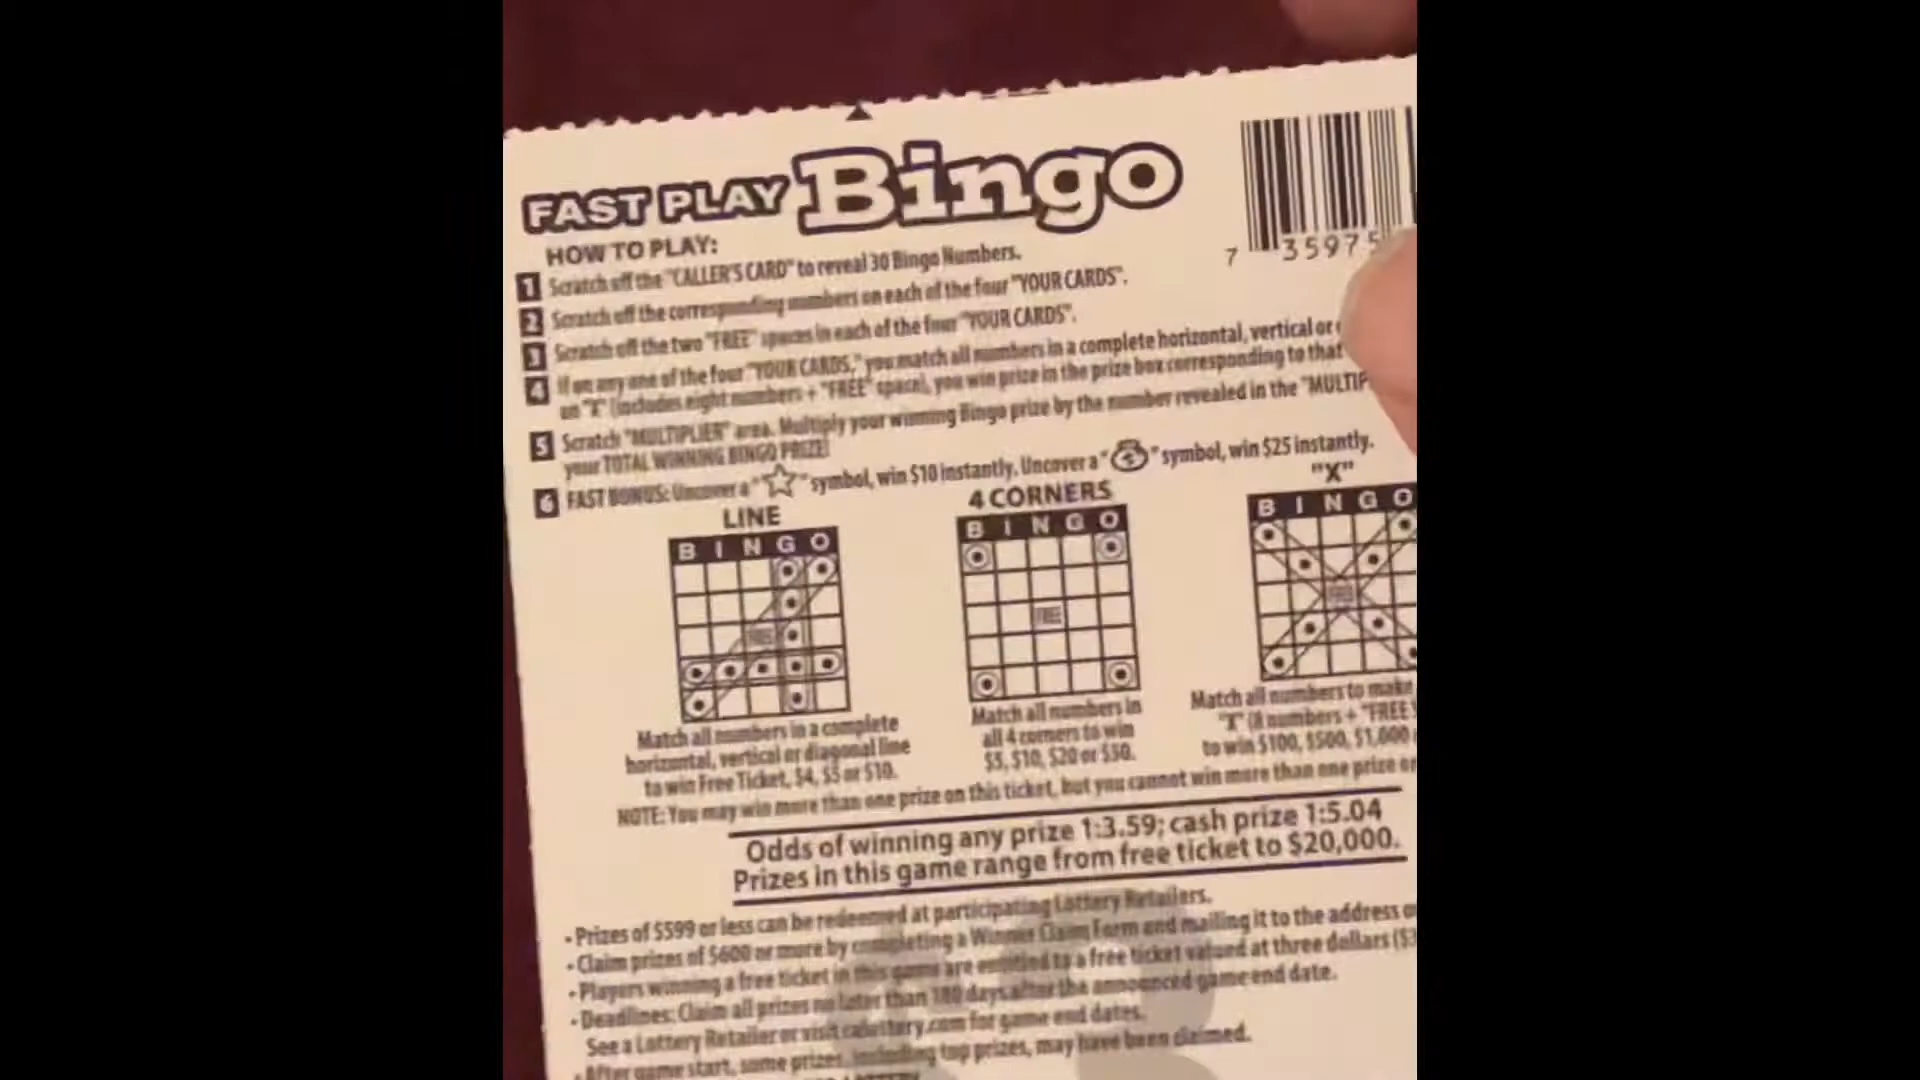 FAST PLAY Bingo
7 35975
HOW TO PLAY:
1 Scratch off the "CALLER'S CARD" to reveal 30 Bingo Numbers.
2 Scratch off the corresponding numbers on each of the four "YOUR CARDS".
3 Scratch off the two "FREE" spaces in each of the four "YOUR CARDS".
4 If on any one of the four "YOUR CARDS," you match all numbers in a complete horizontal, vertical or
an "X" (includes eight numbers + "FREE" space), you win prize in the prize box corresponding to that
5 Scratch "MULTIPLIER" area. Multiply your winning Bingo prize by the number revealed in the "MULTIP
your TOTAL WINNING BINGO PRIZE!
6 FAST BONUS: Uncover a "☆" symbol, win $10 instantly. Uncover a " " symbol, win $25 instantly.
LINE
B I N G O
FREE
Match all numbers in a complete
horizontal, vertical or diagonal line
to win Free Ticket, $4, $5 or $10.
4 CORNERS
B I N G O
FREE
Match all numbers in
all 4 corners to win
$5, $10, $20 or $50.
"X"
B I N G O
FREE
Match all numbers to make
"X" (8 numbers + "FREE
to win $100, $500, $1,000
NOTE: You may win more than one prize on this ticket, but you cannot win more than one prize
Odds of winning any prize 1:3.59; cash prize 1:5.04
Prizes in this game range from free ticket to $20,000.
• Prizes of $599 or less can be redeemed at participating Lottery Retailers.
• Claim prizes of $600 or more by completing a Winner Claim Form and mailing it to the address
• Players winning a free ticket in this game are entitled to a free ticket valued at three dollars
• Deadlines: Claim all prizes no later than 180 days after the announced game end date.
See a Lottery Retailer or visit calottery.com for game end dates.
• After game start, some prizes, including top prizes, may have been claimed.